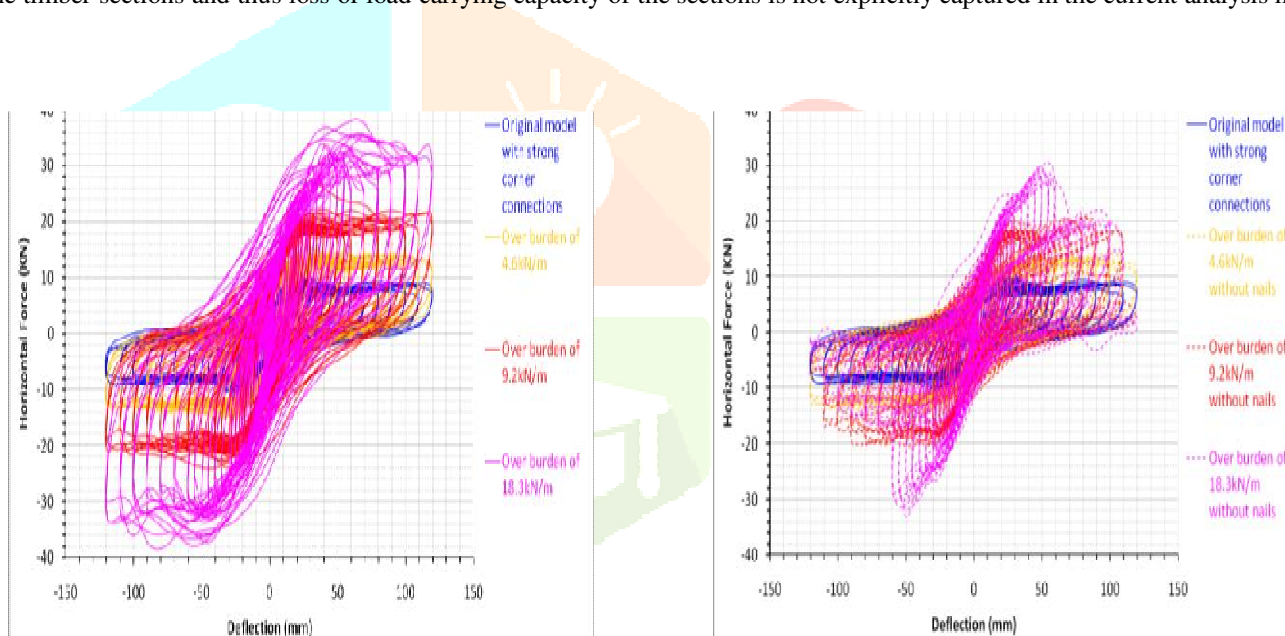 ne timber sections and thus loss of load carrying capacity of the sections is not explicitly captured in the current analysis
40
30
20
10
0
-10
-20
-30
-40
-150
-100
-50
0
50
100
150
Horizontal Force (KN)
Deflection (mm)
Original model
with strong
corner
connections
Over burden of
4.6kN/m
Over burden of
9.2kN/m
Over burden of
18.3kN/m
40
30
20
10
0
-10
-20
-30
-40
-150
-100
-50
0
50
100
150
Horizontal Force (KN)
Deflection (mm)
Original model
with strong
corner
connections
Over burden of
4.6kN/m
without nails
Over burden of
9.2kN/m
without nails
Over burden of
18.3kN/m
without nails